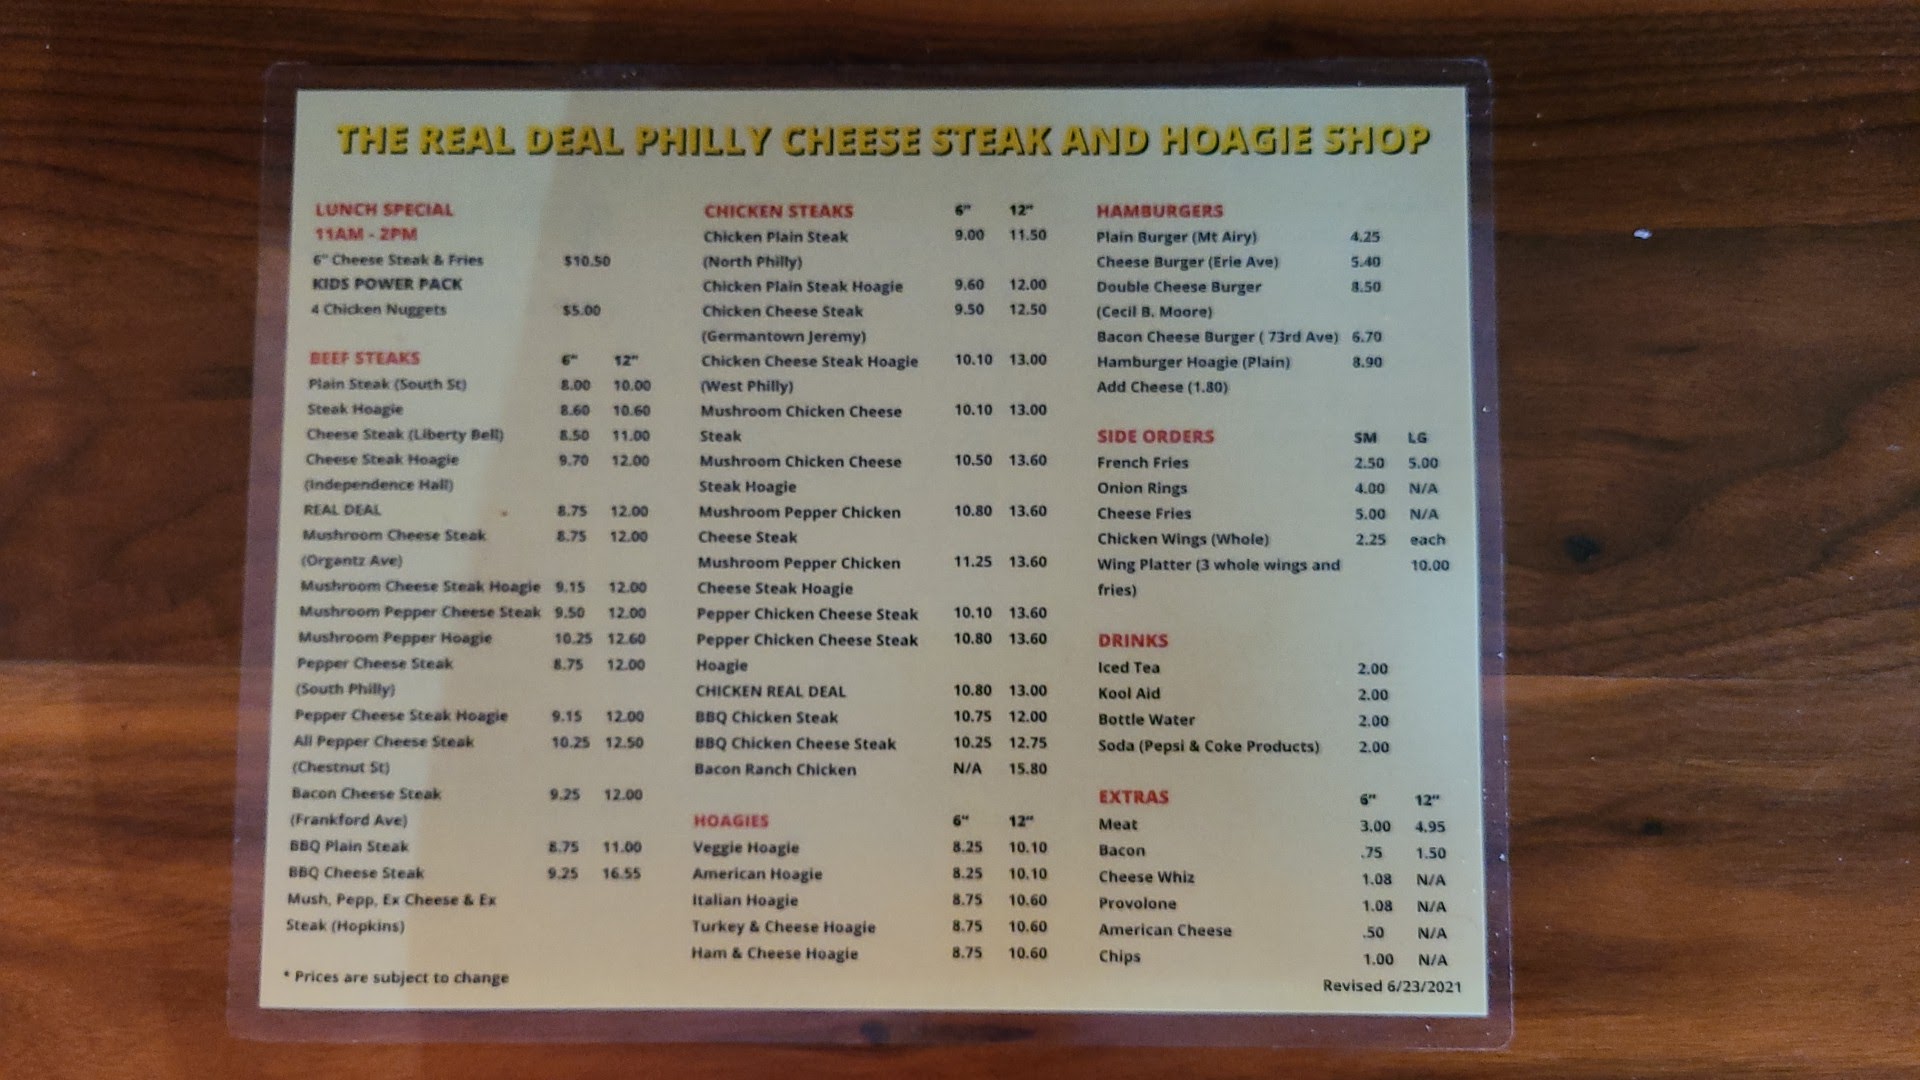 THE REAL DEAL PHILLY CHEESE STEAK AND HOAGIE SHOP
LUNCH SPECIAL
11AM - 2PM
6" Cheese Steak & Fries $10.50
KIDS POWER PACK
4 Chicken Nuggets $5.00
BEEF STEAKS 6" 12"
Plain Steak (South St) 8.00 10.00
Steak Hoagie 8.60 10.60
Cheese Steak (Liberty Bell) 8.50 11.00
Cheese Steak Hoagie 9.70 12.00
(Independence Hall)
REAL DEAL 8.75 12.00
Mushroom Cheese Steak 8.75 12.00
(Organtz Ave)
Mushroom Cheese Steak Hoagie 9.15 12.00
Mushroom Pepper Cheese Steak 9.50 12.00
Mushroom Pepper Hoagie 10.25 12.60
Pepper Cheese Steak 8.75 12.00
(South Philly)
Pepper Cheese Steak Hoagie 9.15 12.00
All Pepper Cheese Steak 10.25 12.50
(Chestnut St)
Bacon Cheese Steak 9.25 12.00
(Frankford Ave)
BBQ Plain Steak 8.75 11.00
BBQ Cheese Steak 9.25 16.55
Mush, Pepp, Ex Cheese & Ex
Steak (Hopkins)
* Prices are subject to change
CHICKEN STEAKS 6" 12"
Chicken Plain Steak 9.00 11.50
(North Philly)
Chicken Plain Steak Hoagie 9.60 12.00
Chicken Cheese Steak 9.50 12.50
(Germantown Jeremy)
Chicken Cheese Steak Hoagie 10.10 13.00
(West Philly)
Mushroom Chicken Cheese 10.10 13.00
Steak
Mushroom Chicken Cheese 10.50 13.60
Steak Hoagie
Mushroom Pepper Chicken 10.80 13.60
Cheese Steak
Mushroom Pepper Chicken 11.25 13.60
Cheese Steak Hoagie
Pepper Chicken Cheese Steak 10.10 13.60
Pepper Chicken Cheese Steak 10.80 13.60
Hoagie
CHICKEN REAL DEAL 10.80 13.00
BBQ Chicken Steak 10.75 12.00
BBQ Chicken Cheese Steak 10.25 12.75
Bacon Ranch Chicken N/A 15.80
HOAGIES 6" 12"
Veggie Hoagie 8.25 10.10
American Hoagie 8.25 10.10
Italian Hoagie 8.75 10.60
Turkey & Cheese Hoagie 8.75 10.60
Ham & Cheese Hoagie 8.75 10.60
HAMBURGERS
Plain Burger (Mt Airy) 4.25
Cheese Burger (Erie Ave) 5.40
Double Cheese Burger 8.50
(Cecil B. Moore)
Bacon Cheese Burger ( 73rd Ave) 6.70
Hamburger Hoagie (Plain) 8.90
Add Cheese (1.80)
SIDE ORDERS SM LG
French Fries 2.50 5.00
Onion Rings 4.00 N/A
Cheese Fries 5.00 N/A
Chicken Wings (Whole) 2.25 each
Wing Platter (3 whole wings and 10.00
fries)
DRINKS
Iced Tea 2.00
Kool Aid 2.00
Bottle Water 2.00
Soda (Pepsi & Coke Products) 2.00
EXTRAS 6" 12"
Meat 3.00 4.95
Bacon .75 1.50
Cheese Whiz 1.08 N/A
Provolone 1.08 N/A
American Cheese .50 N/A
Chips 1.00 N/A
Revised 6/23/2021